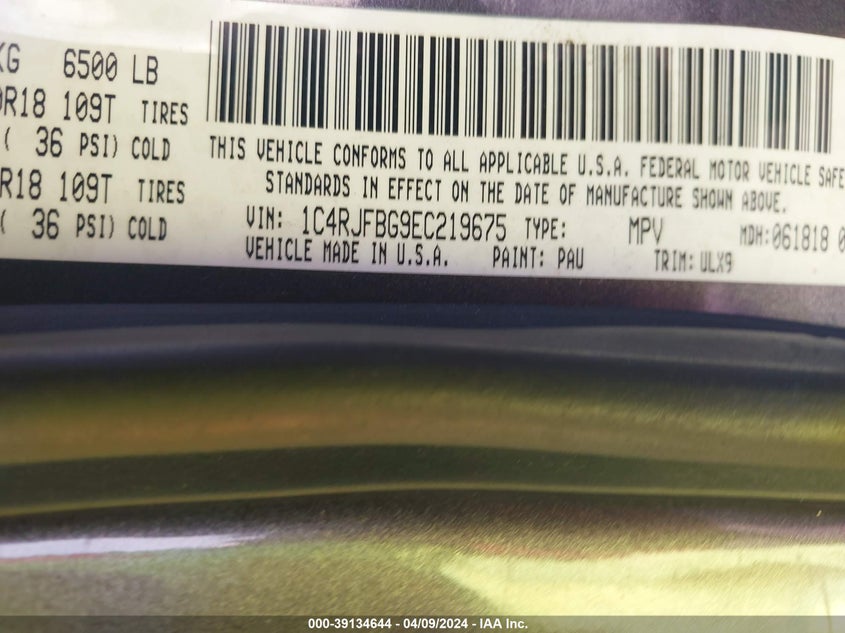 KG 6500 LB
0R18 109T TIRES
( 36 PSI) COLD
R18 109T TIRES
( 36 PSI) COLD
THIS VEHICLE CONFORMS TO ALL APPLICABLE U.S.A. FEDERAL MOTOR VEHICLE SAFE
STANDARDS IN EFFECT ON THE DATE OF MANUFACTURE SHOWN ABOVE.
VIN: 1C4RJFBG9EC219675 TYPE: MPV MDH:061818 0
VEHICLE MADE IN U.S.A. PAINT: PAU TRIM: ULX9
000-39134644 - 04/09/2024 - IAA Inc.